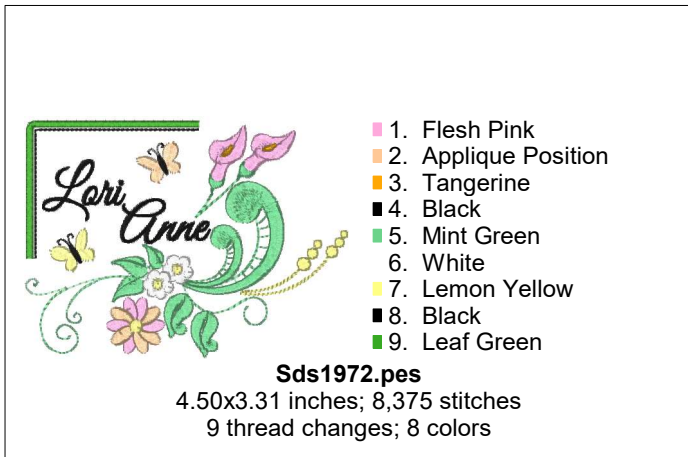 Lori
Anne
1. Flesh Pink
2. Applique Position
3. Tangerine
4. Black
5. Mint Green
6. White
7. Lemon Yellow
8. Black
9. Leaf Green
Sds1972.pes
4.50x3.31 inches; 8,375 stitches
9 thread changes; 8 colors